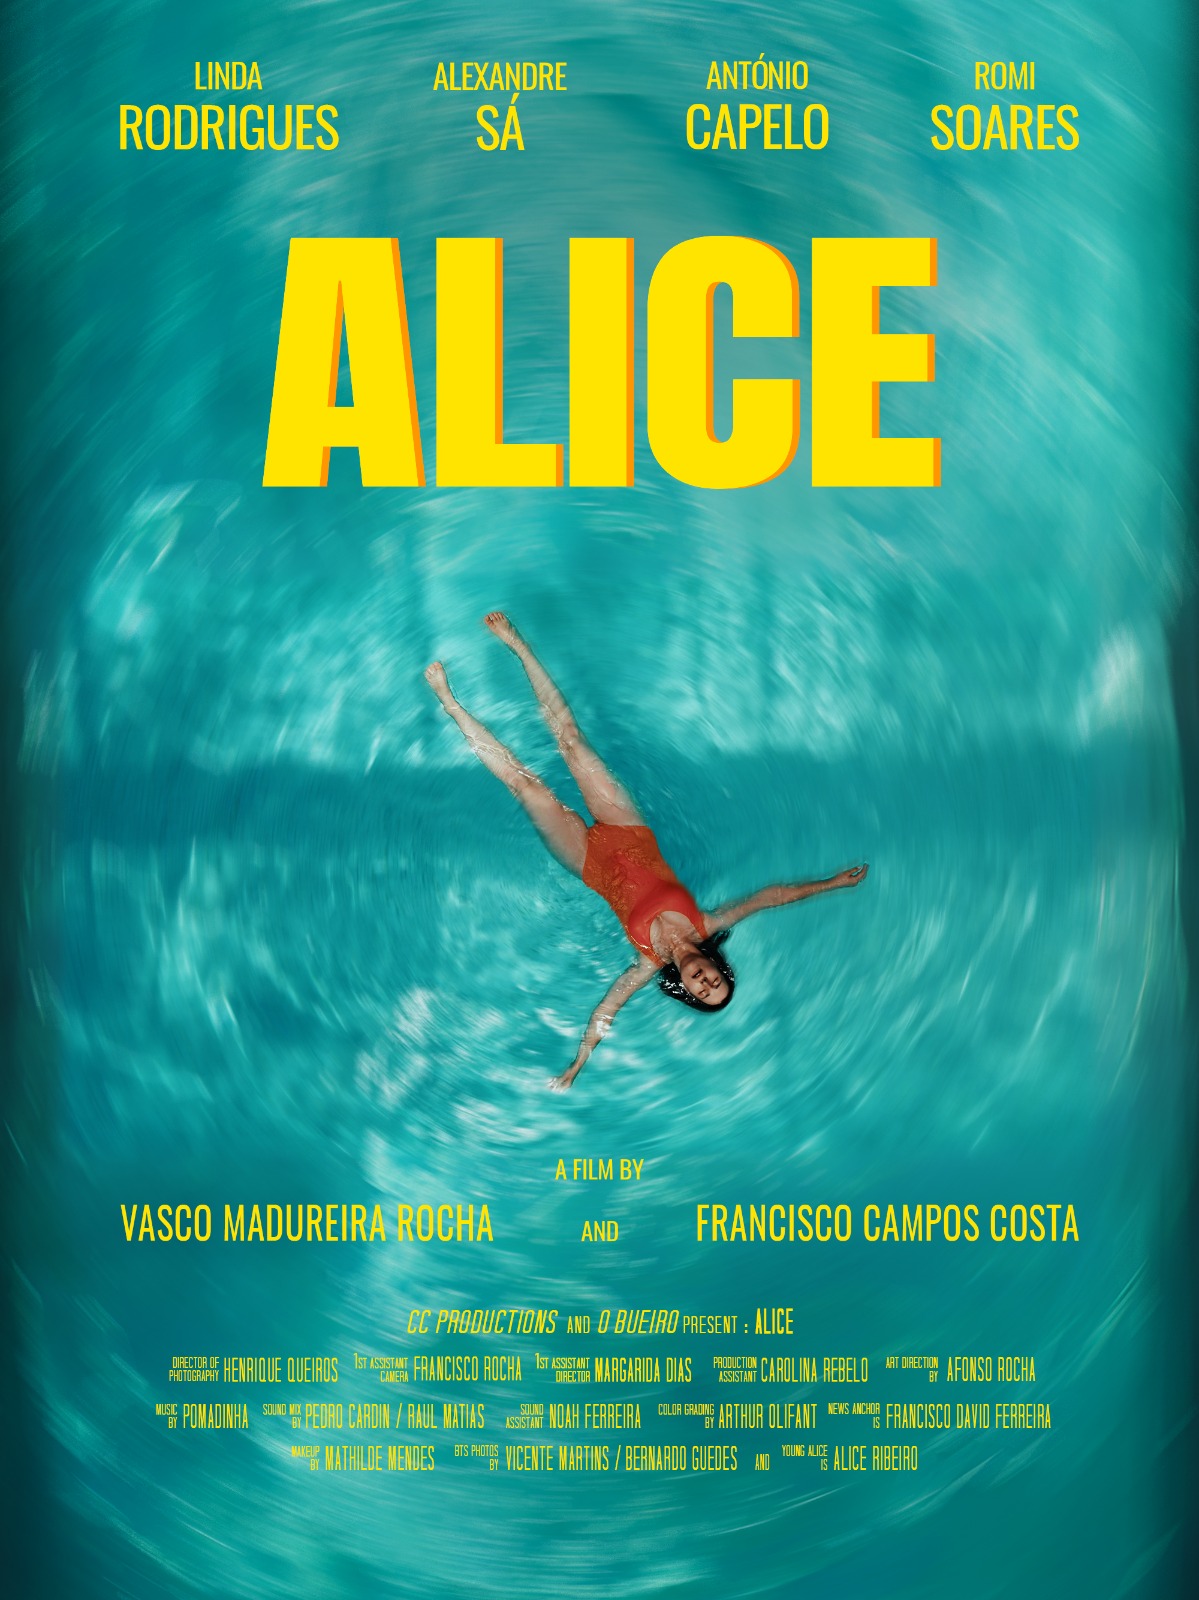 LINDA RODRIGUES
ALEXANDRE SÁ
ANTÓNIO CAPELO
ROMI SOARES
ALICE
A FILM BY
VASCO MADUREIRA ROCHA AND FRANCISCO CAMPOS COSTA
CC PRODUCTIONS AND O BUEIRO PRESENT : ALICE
DIRECTOR OF PHOTOGRAPHY HENRIQUE QUEIROS 1ST ASSISTANT CAMERA FRANCISCO ROCHA 1ST ASSISTANT DIRECTOR MARGARIDA DIAS PRODUCTION ASSISTANT CAROLINA REBELO ART DIRECTION BY AFONSO ROCHA
MUSIC BY POMADINHA SOUND MIX BY PEDRO CARDIN / RAUL MATIAS SOUND ASSISTANT NOAH FERREIRA COLOR GRADING BY ARTHUR OLIFANT NEWS ANCHOR IS FRANCISCO DAVID FERREIRA
MAKEUP BY MATHILDE MENDES BTS PHOTOS BY VICENTE MARTINS / BERNARDO GUEDES AND YOUNG ALICE IS ALICE RIBEIRO